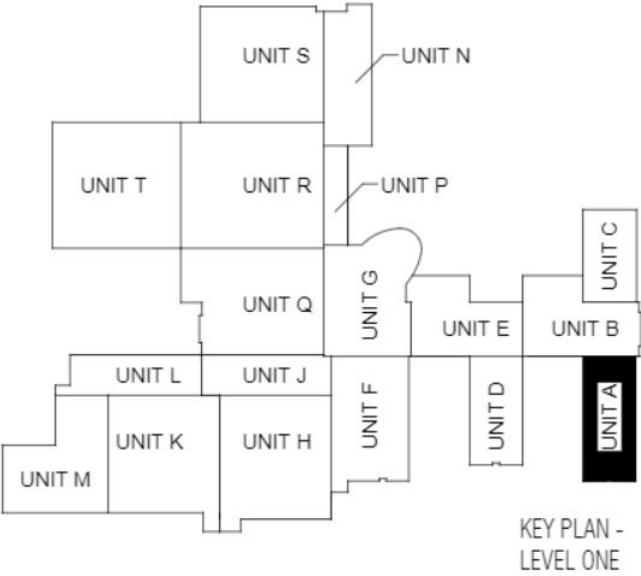 UNIT S
UNIT N
UNIT T
UNIT R
UNIT P
UNIT C
UNIT Q
UNIT G
UNIT E
UNIT B
UNIT L
UNIT J
UNIT F
UNIT D
UNIT A
UNIT K
UNIT H
UNIT M
KEY PLAN -
LEVEL ONE